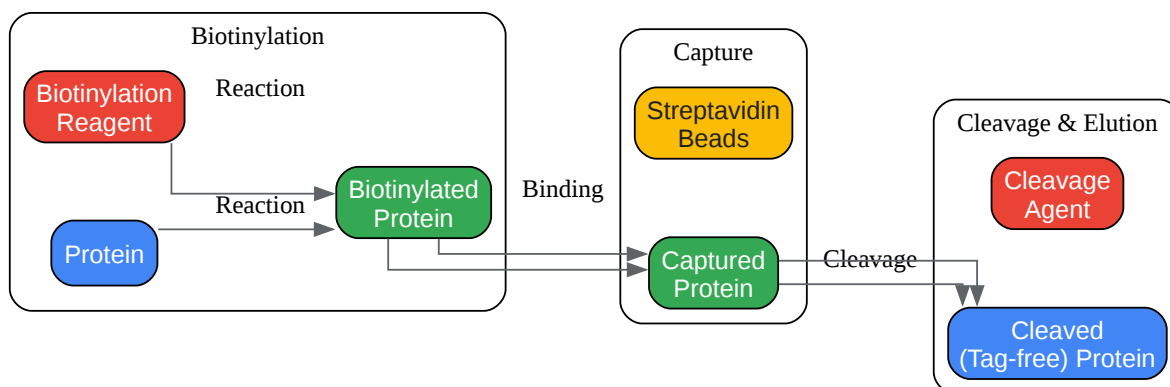 Biotinylation
Reaction
Biotinylation
Reagent
Reaction
Protein
Biotinylated
Protein
Binding
Capture
Streptavidin
Beads
Captured
Protein
Cleavage
Cleavage & Elution
Cleavage
Agent
Cleaved
(Tag-free) Protein